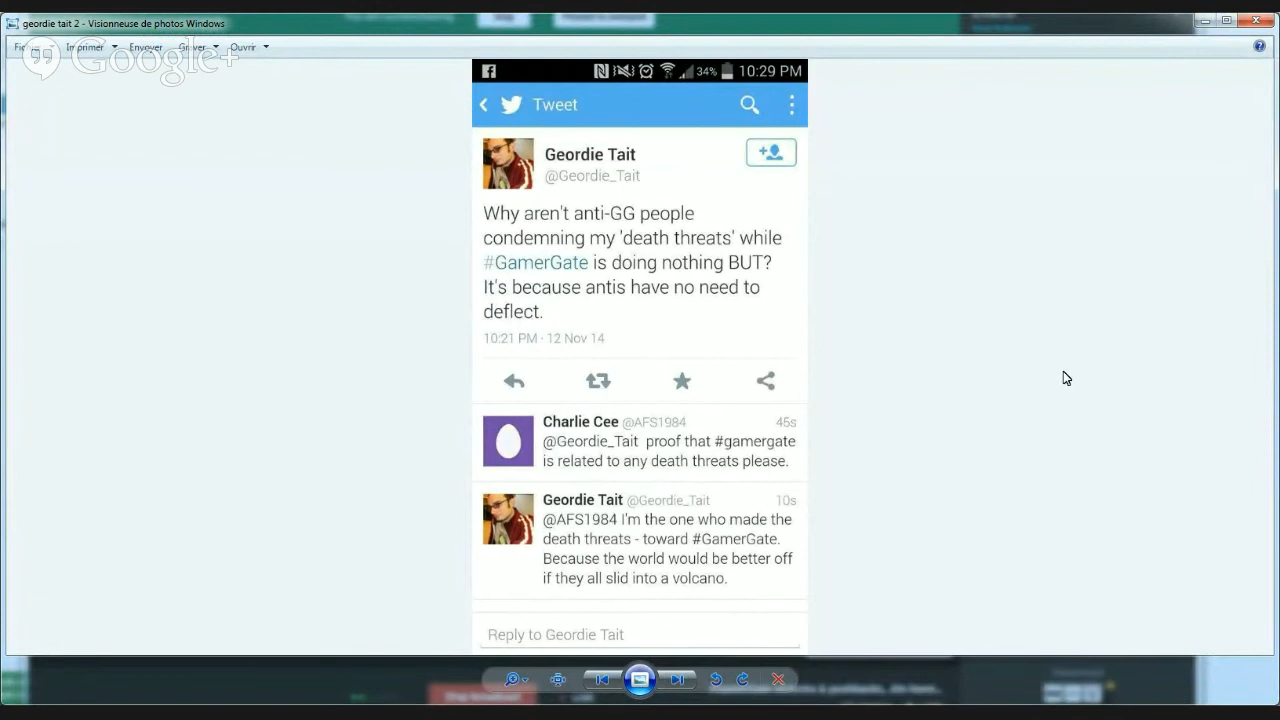 geordie tait 2 - Visionneuse de photos Windows
Imprimer Envoyer Graver Ouvrir
Google+
34% 10:29 PM
Tweet
Geordie Tait
@Geordie_Tait
Why aren't anti-GG people
condemning my 'death threats' while
#GamerGate is doing nothing BUT?
It's because antis have no need to
deflect.
10:21 PM · 12 Nov 14
Charlie Cee @AFS1984 45s
@Geordie_Tait proof that #gamergate
is related to any death threats please.
Geordie Tait @Geordie_Tait 10s
@AFS1984 I'm the one who made the
death threats - toward #GamerGate.
Because the world would be better off
if they all slid into a volcano.
Reply to Geordie Tait